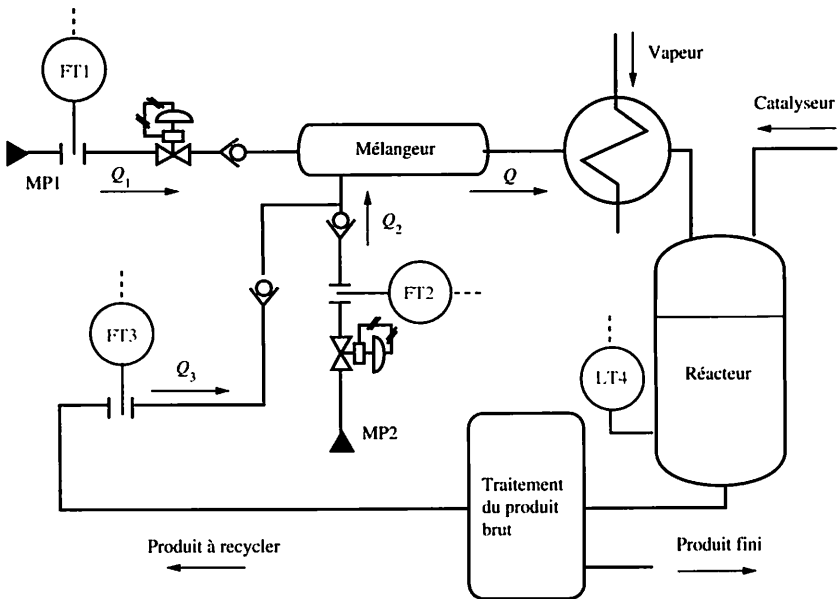 FT1
Vapeur
Catalyseur
Mélangeur
MP1
Q1
Q
Q2
FT2
FT3
Q3
LT4
Réacteur
MP2
Traitement
du produit
brut
Produit à recycler
Produit fini